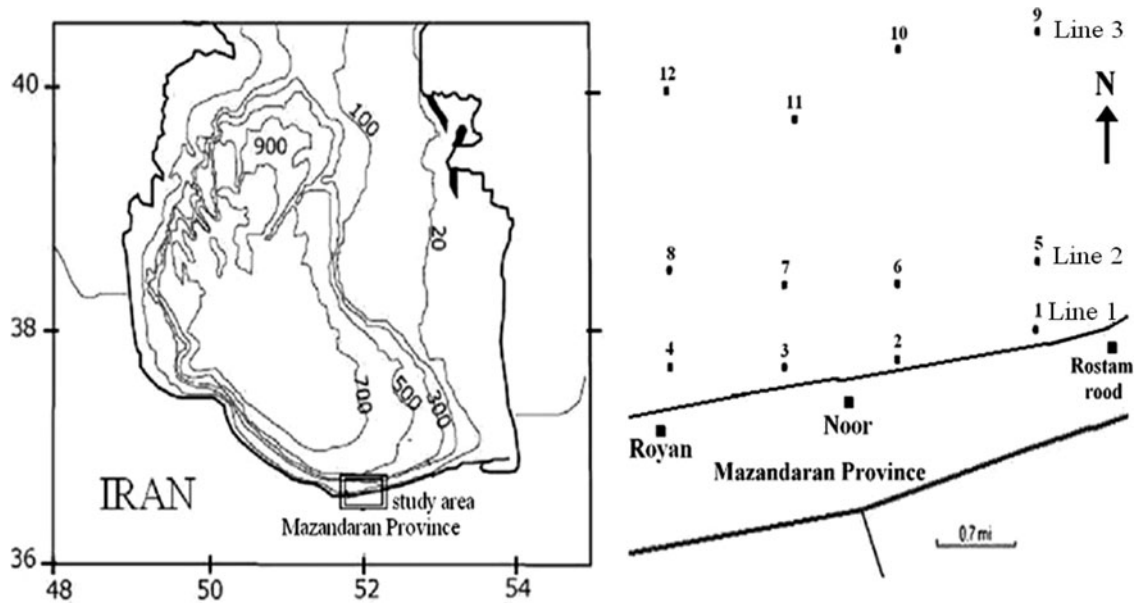 40
38
36
48
50
52
54
900
100
20
700
500
300
IRAN
study area
Mazandaran Province
9 Line 3
10
12
11
N
8
7
6
5 Line 2
1 Line 1
4
3
2
Rostam
rood
Noor
Royan
Mazandaran Province
0.7 mi